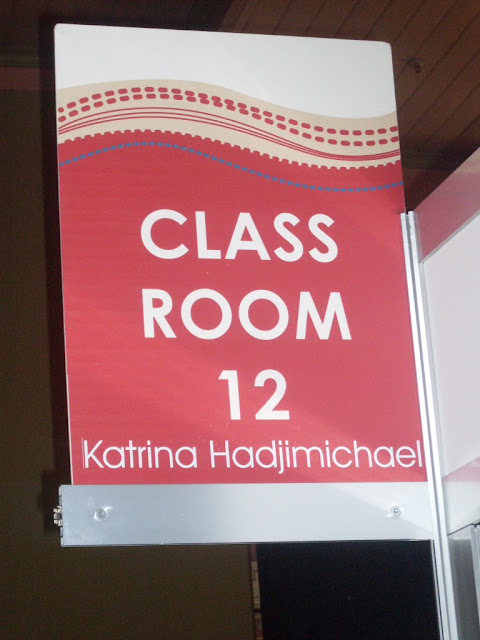 CLASS
ROOM
12
Katrina Hadjimichael